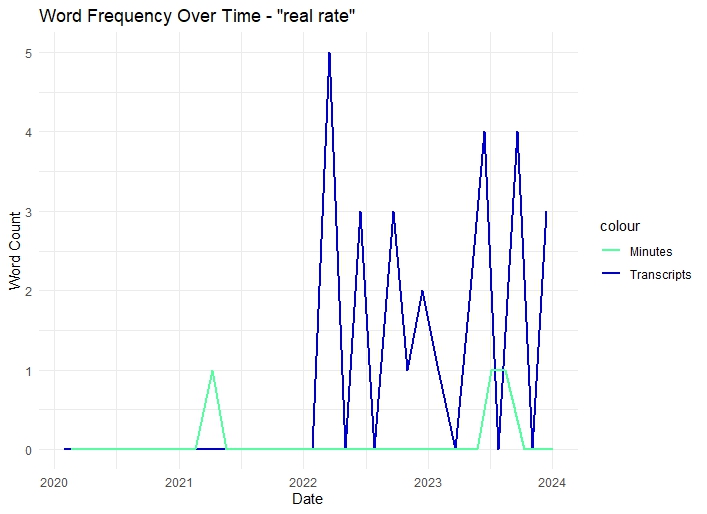 Word Frequency Over Time - "real rate"
5
4
3
2
1
0
Word Count
2020 2021 2022 2023 2024
Date
colour
Minutes
Transcripts